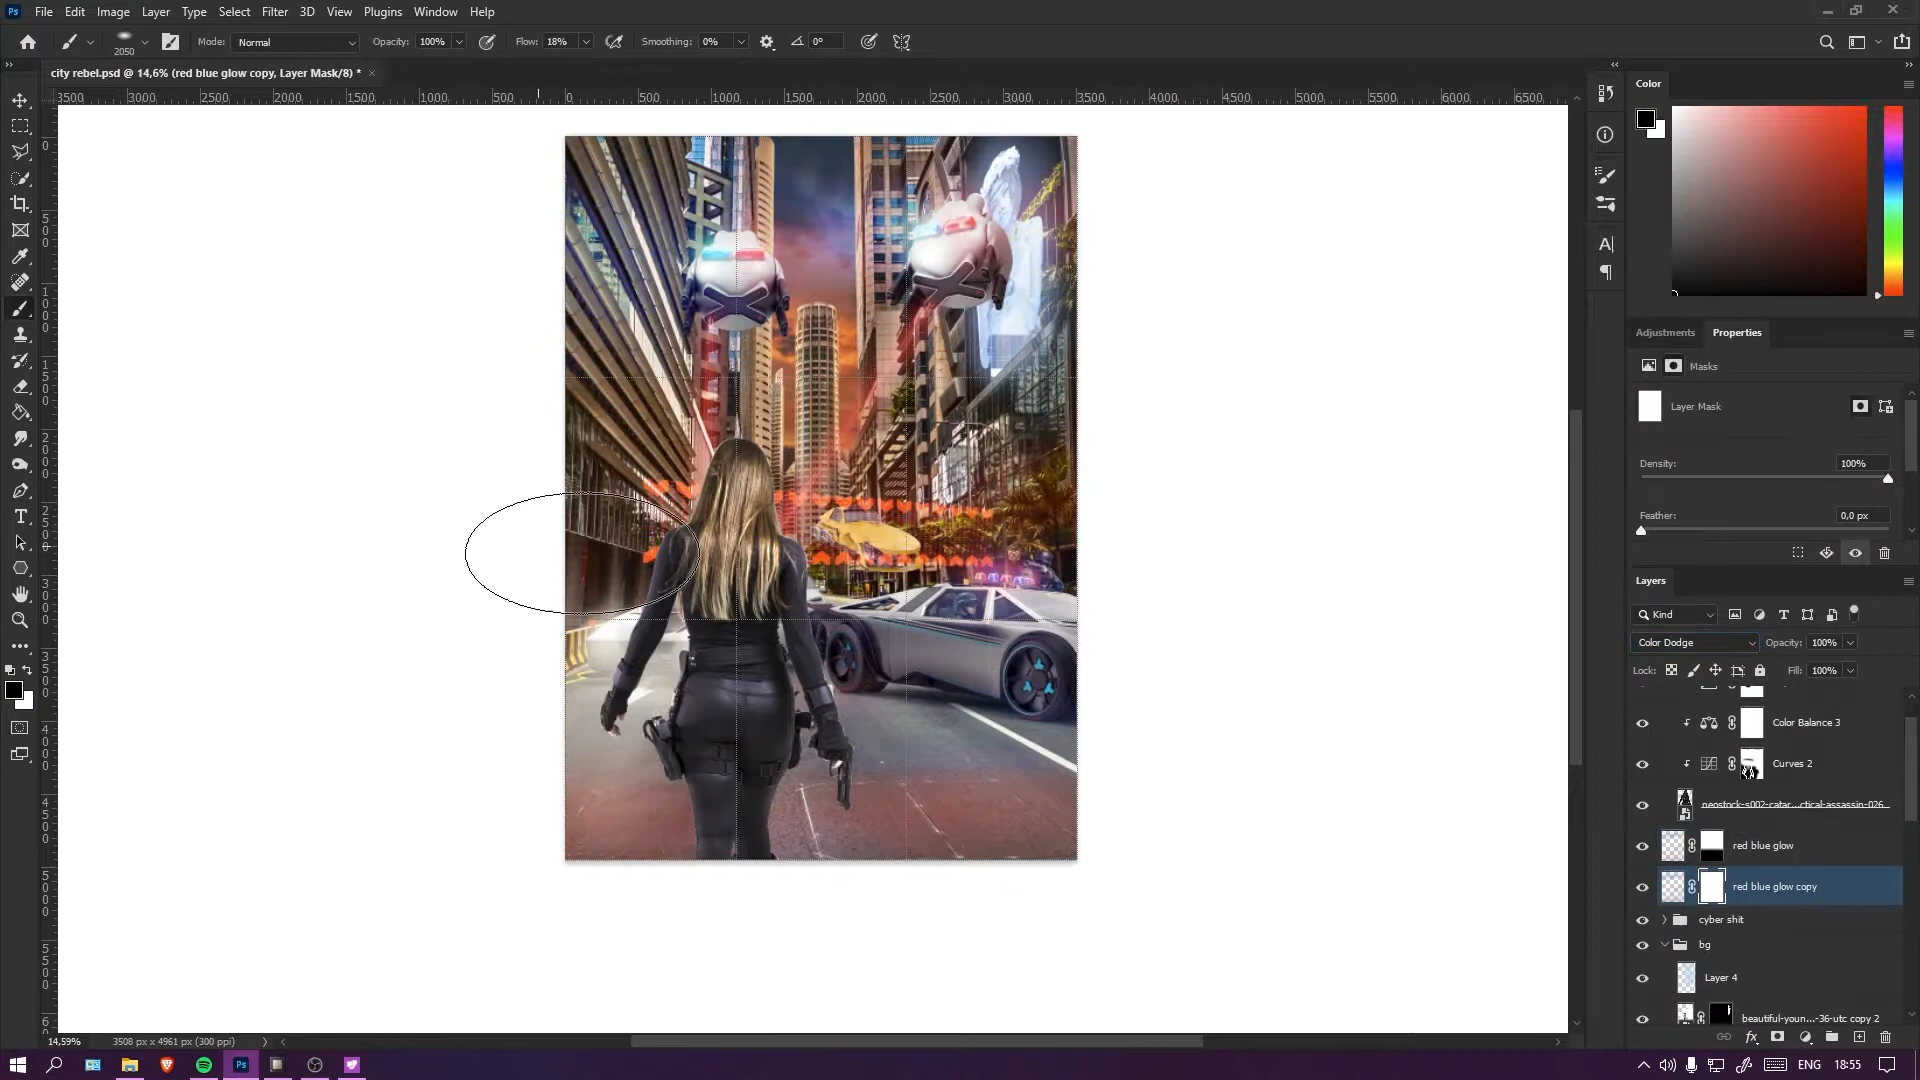 Ps File Edit Image Layer Type Select Filter 3D View Plugins Window Help
2050 Mode: Normal Opacity: 100% Flow: 18% Smoothing: 0% 0°
city rebel.psd @ 14,6% (red blue glow copy, Layer Mask/8) *
3500 3000 2500 2000 1500 1000 500 0 500 1000 1500 2000 2500 3000 3500 4000 4500 5000 5500 6000 6500
Color
Adjustments Properties
Masks
Layer Mask
Density: 100%
Feather: 0,0 px
Layers
Kind
Color Dodge Opacity: 100%
Lock: Fill: 100%
Color Balance 3
Curves 2
neostock-s002-catar...ctical-assassin-026
red blue glow
red blue glow copy
cyber shit
bg
Layer 4
beautiful-youn...-36-utc copy 2
14,59% 3508 px x 4961 px (300 ppi)
Ps ENG 18:55